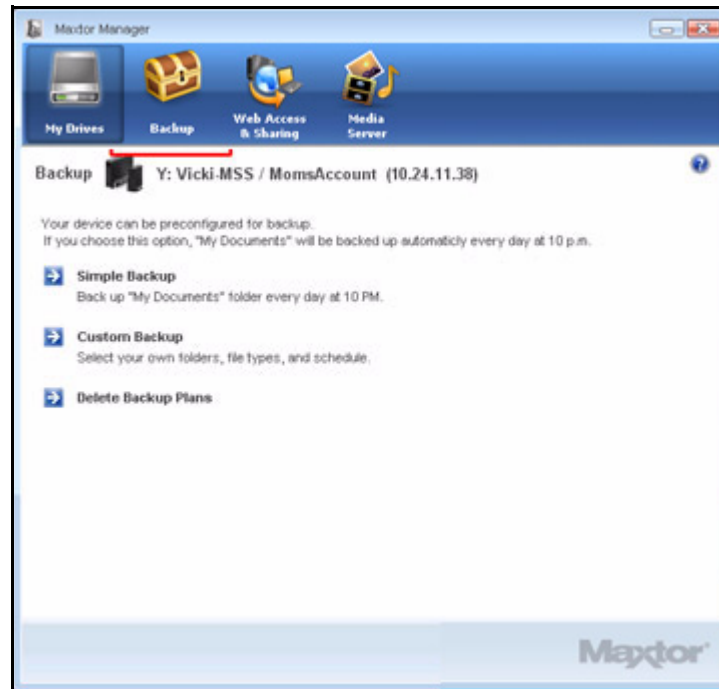 Maxtor Manager
My Drives
Backup
Web Access
& Sharing
Media
Server
Backup Y: Vicki-MSS / MomsAccount (10.24.11.38)
?
Your device can be preconfigured for backup.
If you choose this option, "My Documents" will be backed up automaticly every day at 10 p.m.
Simple Backup
Back up "My Documents" folder every day at 10 PM.
Custom Backup
Select your own folders, file types, and schedule.
Delete Backup Plans
Maxtor